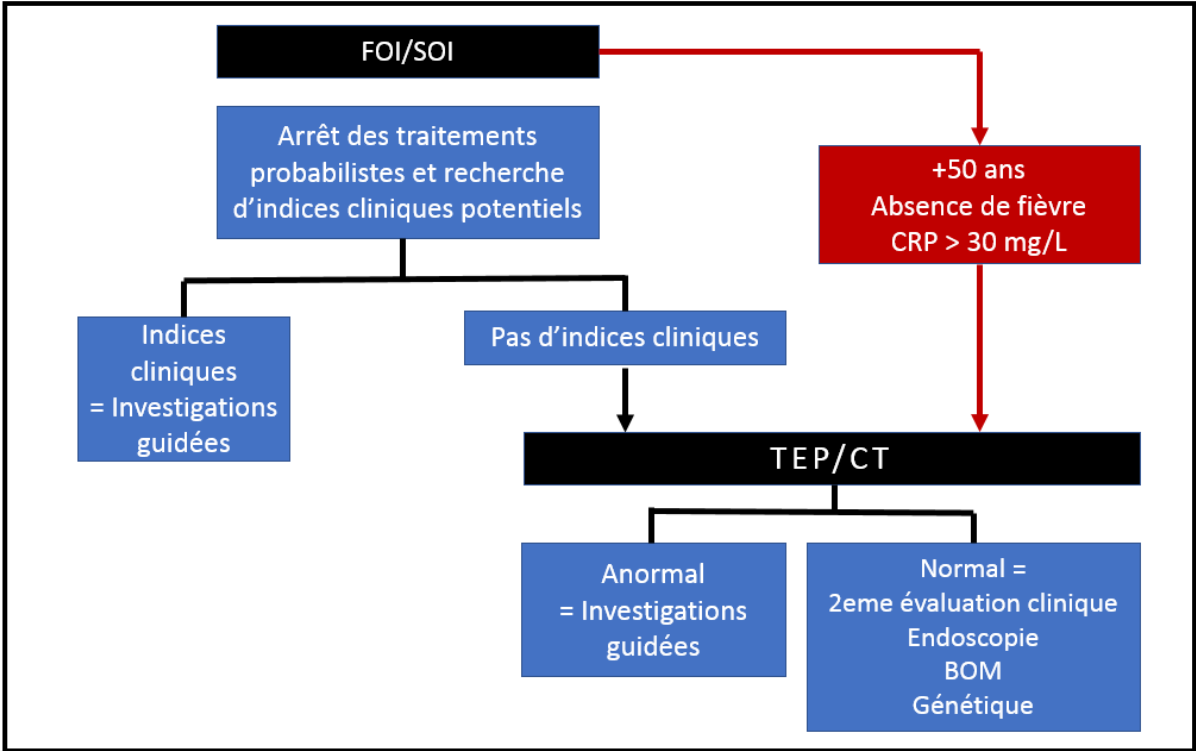 FOI/SOI
Arrêt des traitements
probabilistes et recherche
d’indices cliniques potentiels
+50 ans
Absence de fièvre
CRP > 30 mg/L
Indices
cliniques
= Investigations
guidées
Pas d’indices cliniques
TEP/CT
Anormal
= Investigations
guidées
Normal =
2eme évaluation clinique
Endoscopie
BOM
Génétique